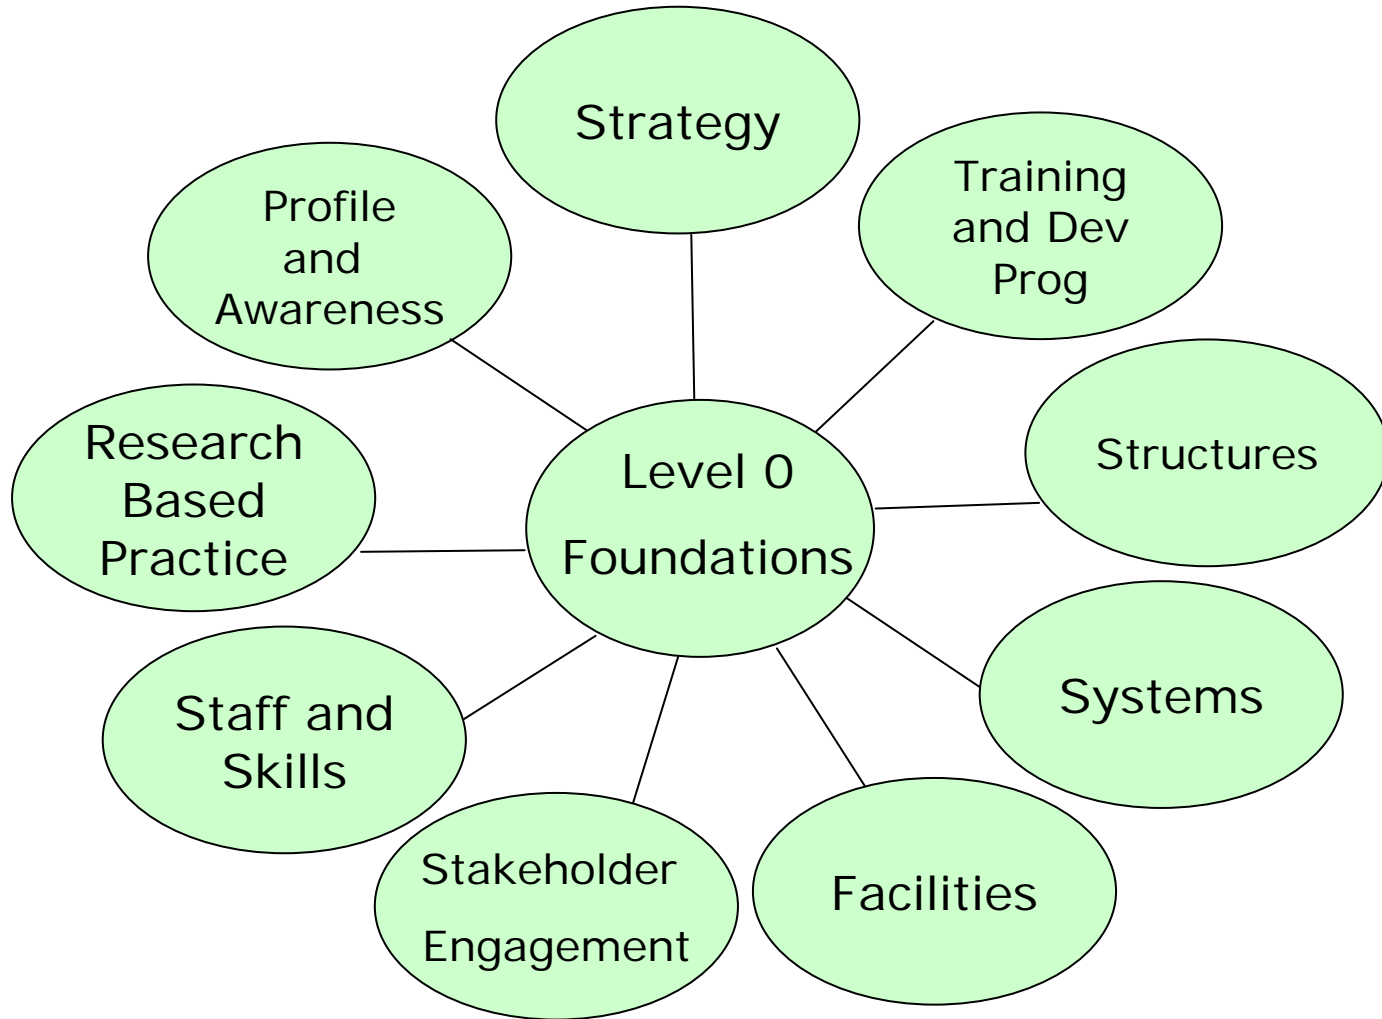 Strategy
Training
and Dev
Prog
Profile
and
Awareness
Structures
Research
Based
Practice
Level 0
Foundations
Systems
Staff and
Skills
Stakeholder
Engagement
Facilities